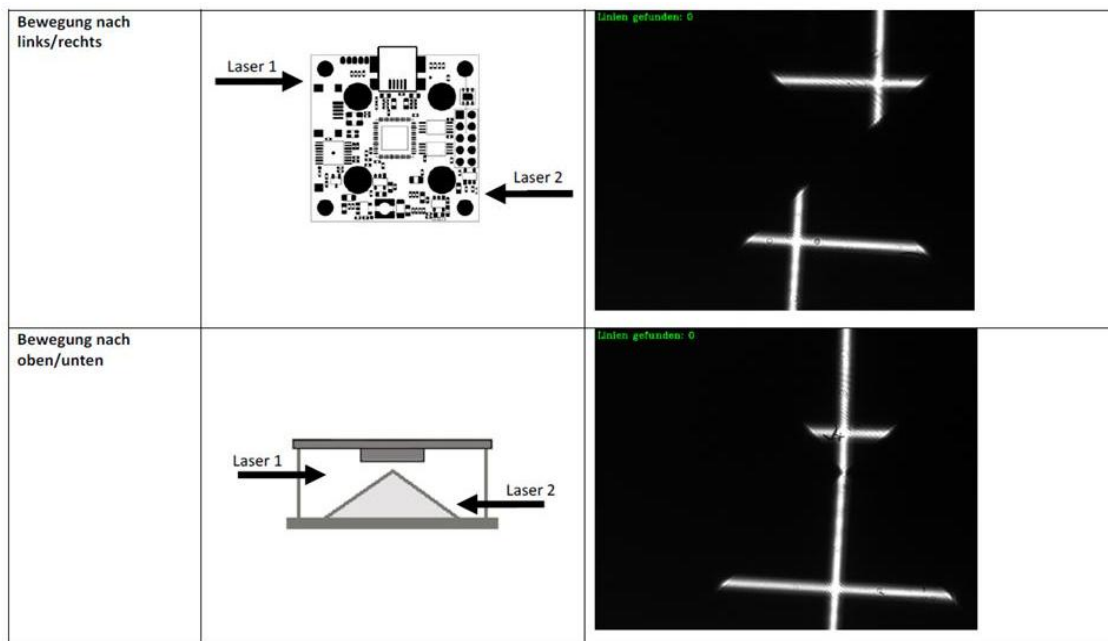 Bewegung nach
links/rechts
Laser 1
Laser 2
Linien gefunden: 0
Bewegung nach
oben/unten
Laser 1
Laser 2
Linien gefunden: 0